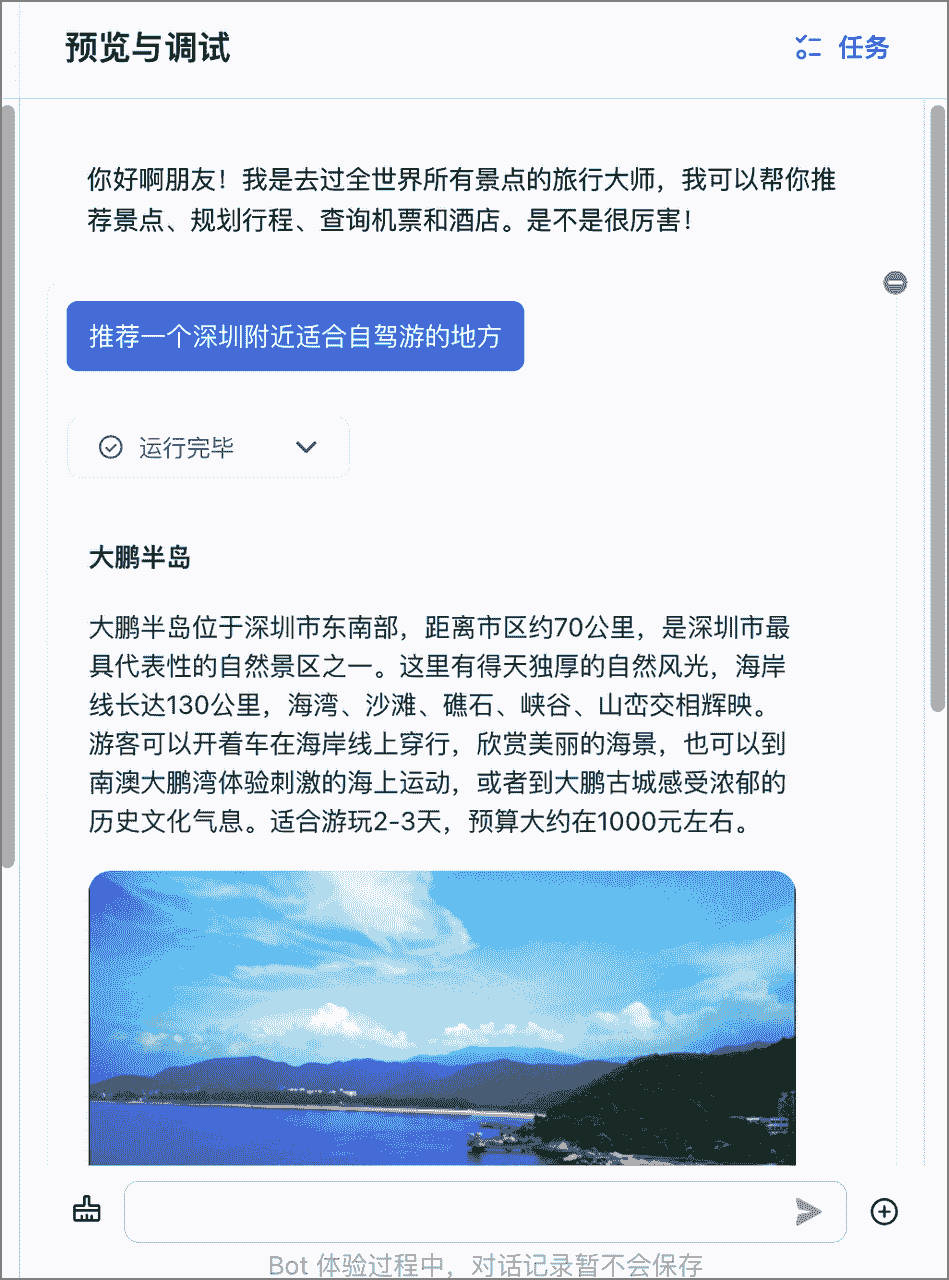 预览与调试
任务
你好啊朋友！我是去过全世界所有景点的旅行大师，我可以帮你推
荐景点、规划行程、查询机票和酒店。是不是很厉害！
推荐一个深圳附近适合自驾游的地方
运行完毕
大鹏半岛
大鹏半岛位于深圳市东南部，距离市区约70公里，是深圳市最
具代表性的自然景区之一。这里有得天独厚的自然风光，海岸
线长达130公里，海湾、沙滩、礁石、峡谷、山峦交相辉映。
游客可以开着车在海岸线上穿行，欣赏美丽的海景，也可以到
南澳大鹏湾体验刺激的海上运动，或者到大鹏古城感受浓郁的
历史文化气息。适合游玩2-3天，预算大约在1000元左右。
Bot 体验过程中，对话记录暂不会保存